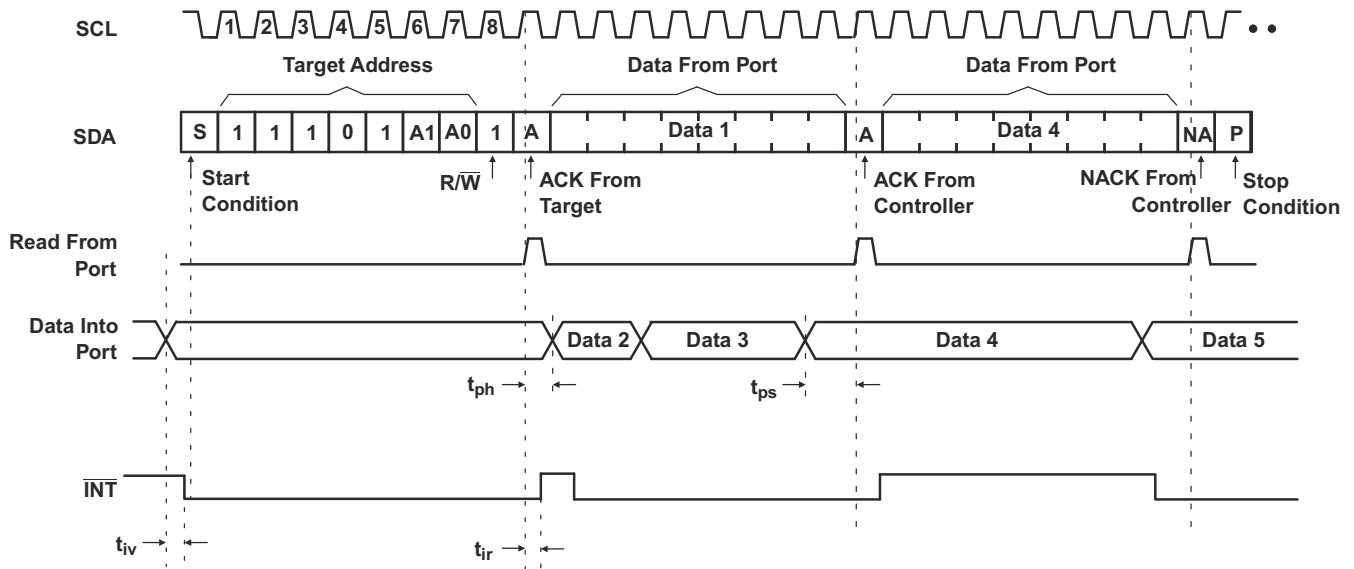 SCL 1 2 3 4 5 6 7 8
Target Address Data From Port Data From Port
SDA S 1 1 1 0 1 A1 A0 1 A Data 1 A Data 4 NA P
Start Condition
R/W
ACK From Target
ACK From Controller
NACK From Controller
Stop Condition
Read From Port
Data Into Port
Data 2 Data 3 Data 4 Data 5
tph tps
INT
tiv tir